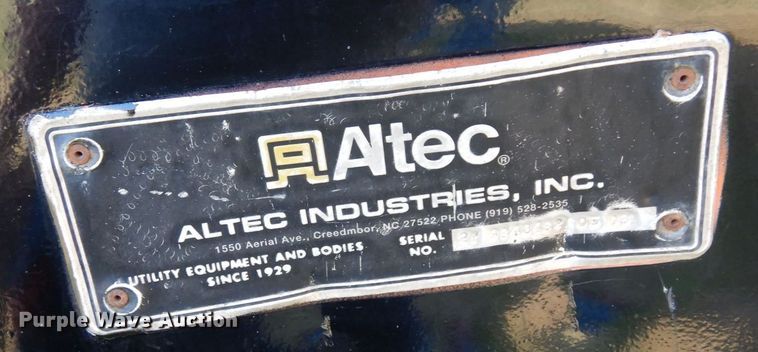 Altec®
ALTEC INDUSTRIES, INC.
1550 Aerial Ave., Creedmoor, NC 27522 PHONE (919) 528-2535
UTILITY EQUIPMENT AND BODIES
SINCE 1929
SERIAL
NO.
Purple Wave Auction